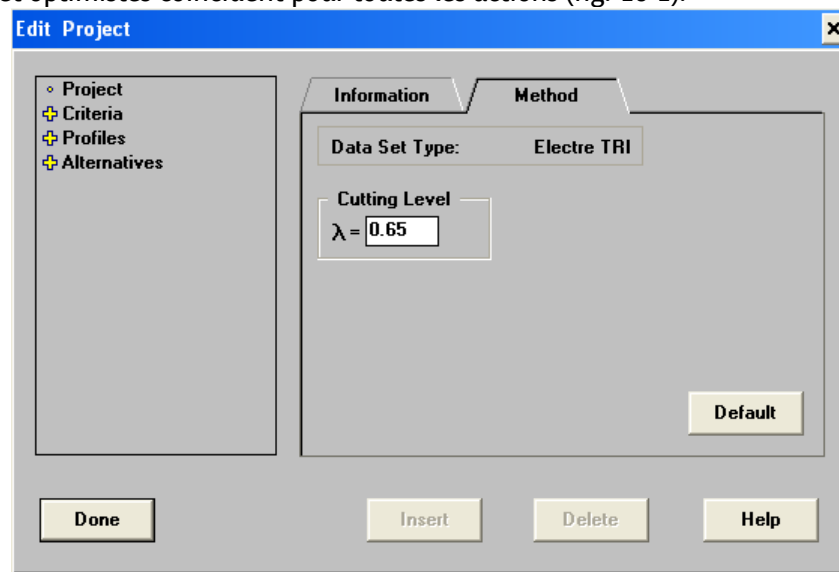 et optimistes coïncident pour toutes les actions (fig. 10-1).
Edit Project
Project
Criteria
Profiles
Alternatives
Information
Method
Data Set Type: Electre TRI
Cutting Level
λ = 0.65
Default
Done
Insert
Delete
Help